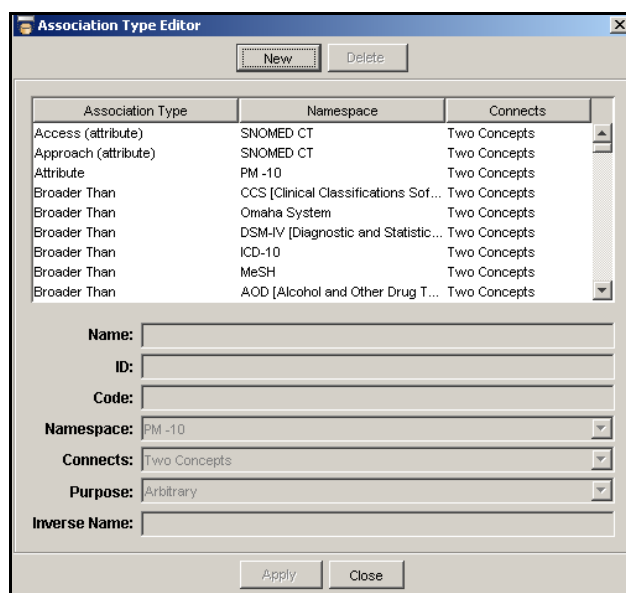 Association Type Editor
New Delete
Association Type Namespace Connects
Access (attribute) SNOMED CT Two Concepts
Approach (attribute) SNOMED CT Two Concepts
Attribute PM -10 Two Concepts
Broader Than CCS [Clinical Classifications Sof... Two Concepts
Broader Than Omaha System Two Concepts
Broader Than DSM-IV [Diagnostic and Statistic... Two Concepts
Broader Than ICD-10 Two Concepts
Broader Than MeSH Two Concepts
Broader Than AOD [Alcohol and Other Drug T... Two Concepts
Name:
ID:
Code:
Namespace: PM -10
Connects: Two Concepts
Purpose: Arbitrary
Inverse Name:
Apply Close